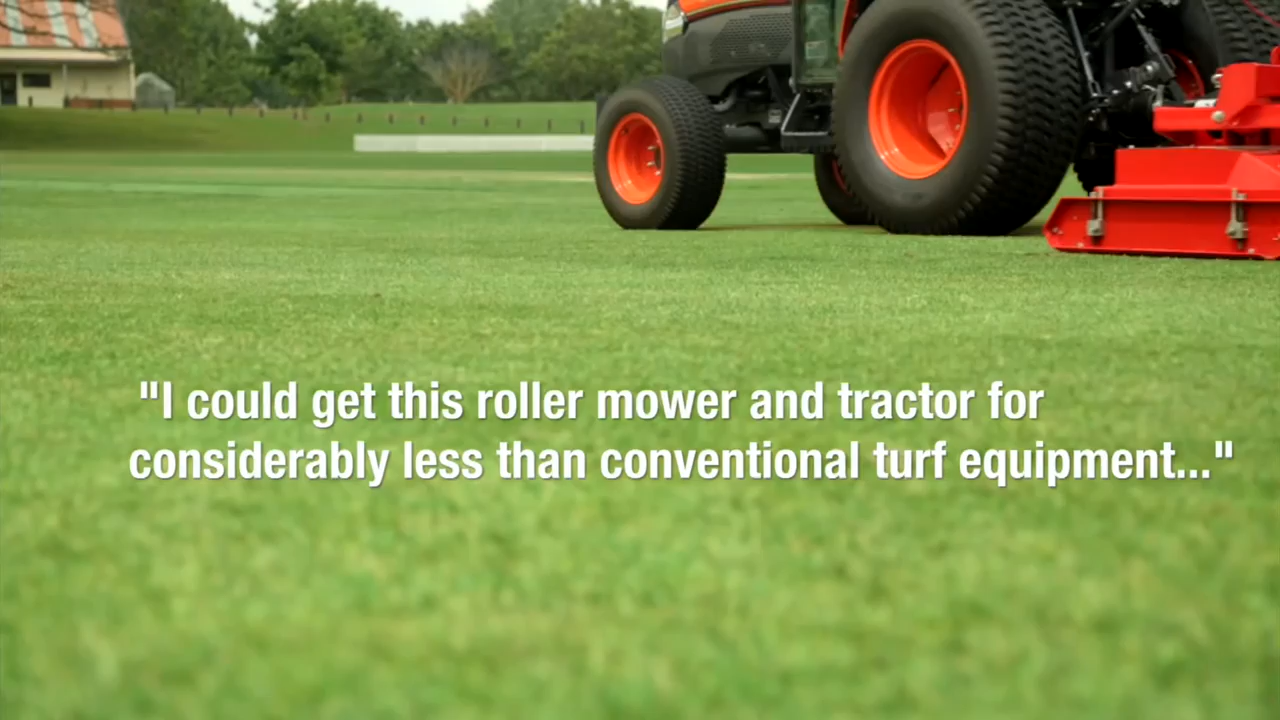 "I could get this roller mower and tractor for
considerably less than conventional turf equipment..."